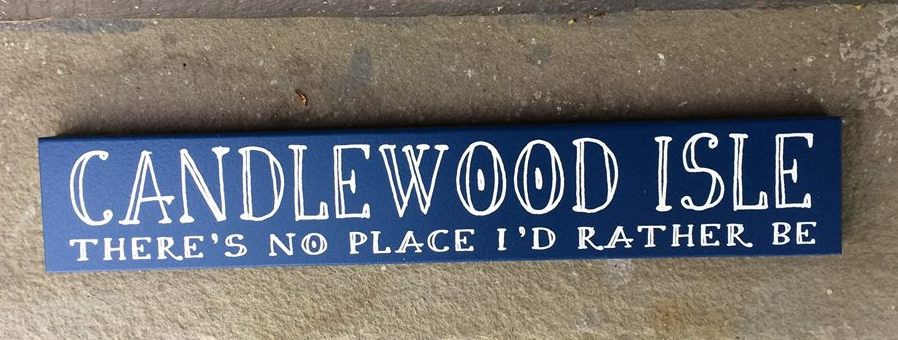 CANDLEWOOD ISLE
THERE'S NO PLACE I'D RATHER BE